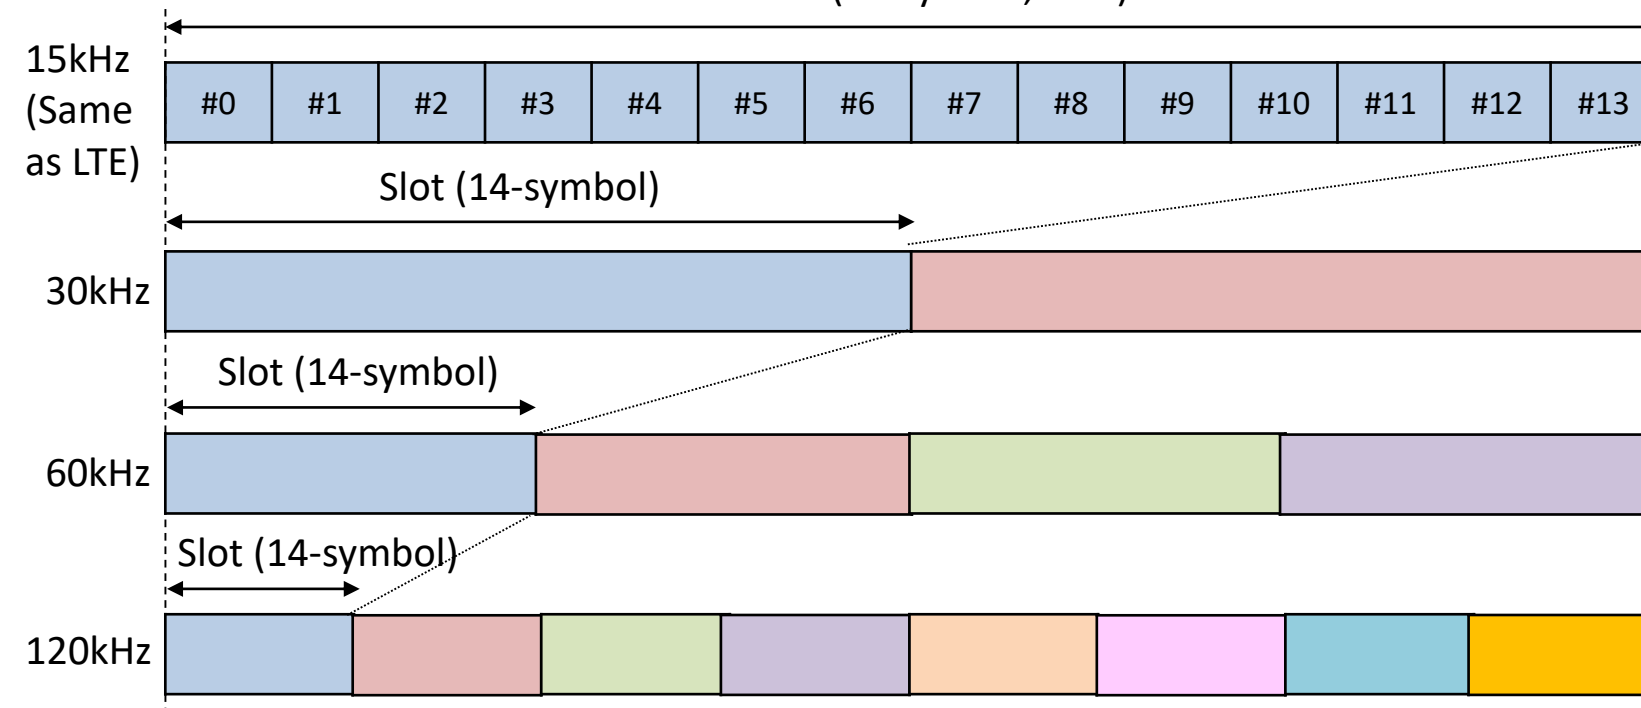 15kHz
(Same
as LTE)
#0 #1 #2 #3 #4 #5 #6 #7 #8 #9 #10 #11 #12 #13
Slot (14-symbol)
30kHz
Slot (14-symbol)
60kHz
Slot (14-symbol)
120kHz